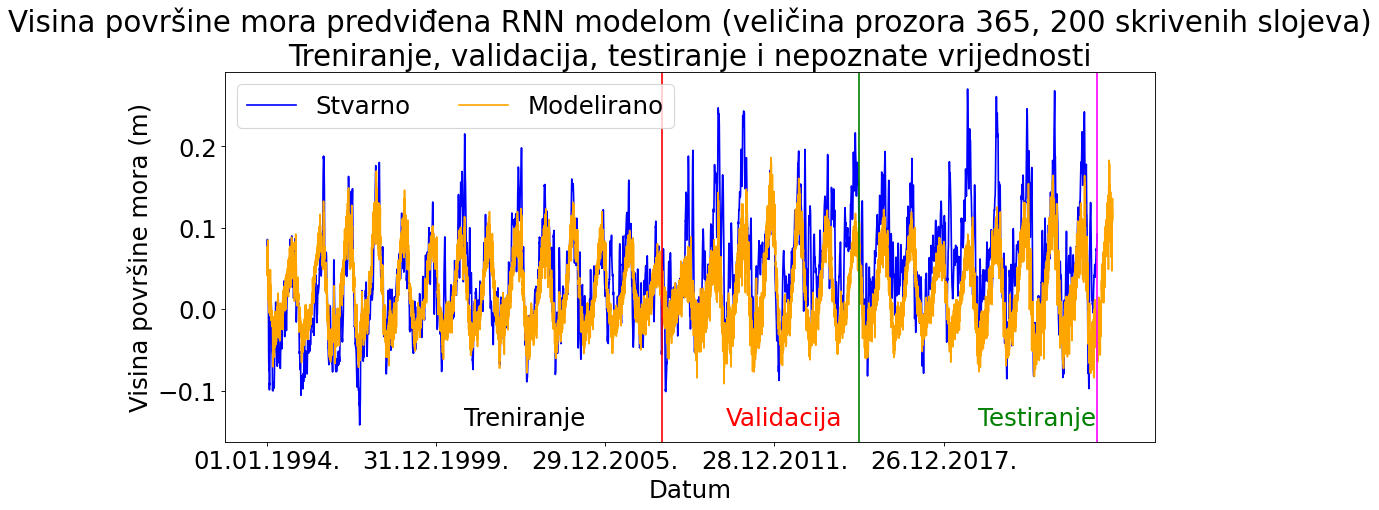 Visina površine mora predviđena RNN modelom (veličina prozora 365, 200 skrivenih slojeva)
Treniranje, validacija, testiranje i nepoznate vrijednosti
Stvarno Modelirano
Visina površine mora (m)
0.2
0.1
0.0
−0.1
Treniranje Validacija Testiranje
01.01.1994. 31.12.1999. 29.12.2005. 28.12.2011. 26.12.2017.
Datum